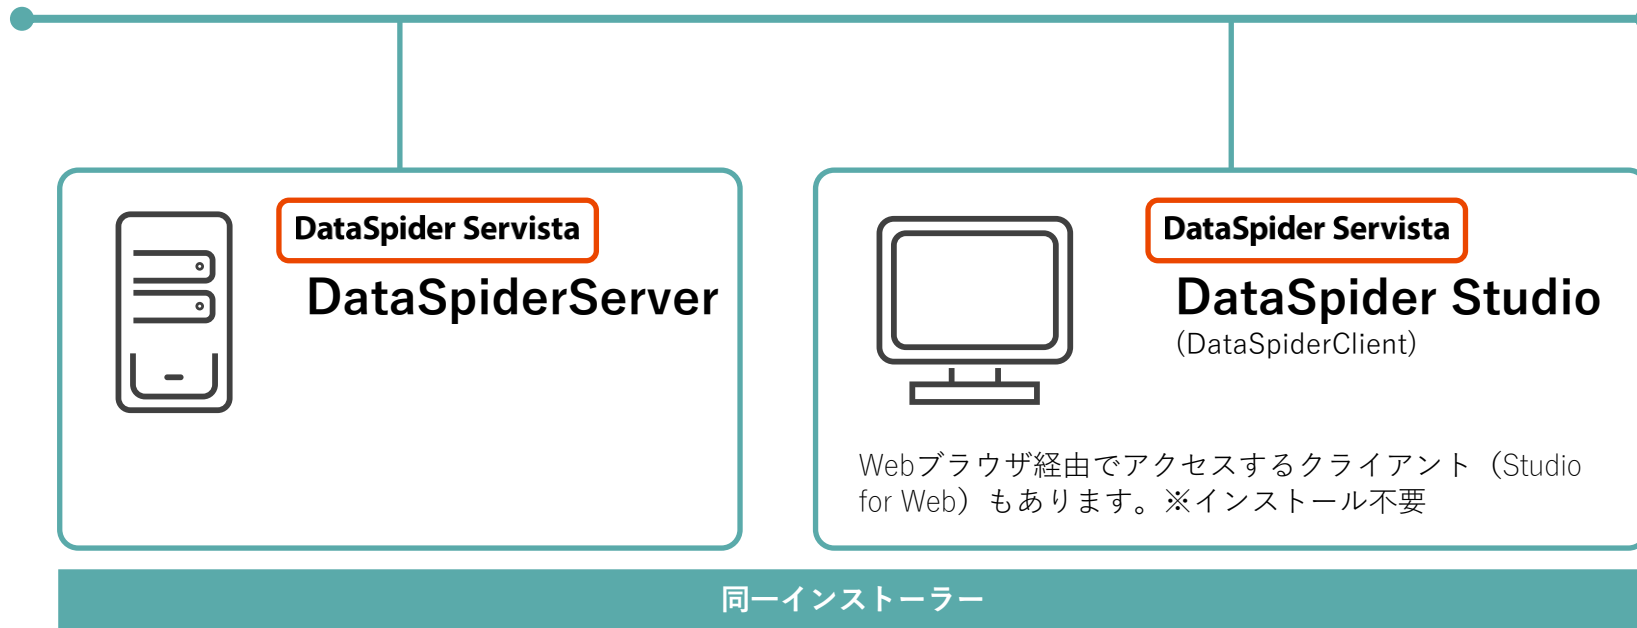 DataSpider Servista
DataSpiderServer
DataSpider Servista
DataSpider Studio
(DataSpiderClient)
Webブラウザ経由でアクセスするクライアント（Studio
for Web）もあります。※インストール不要
同一インストーラー